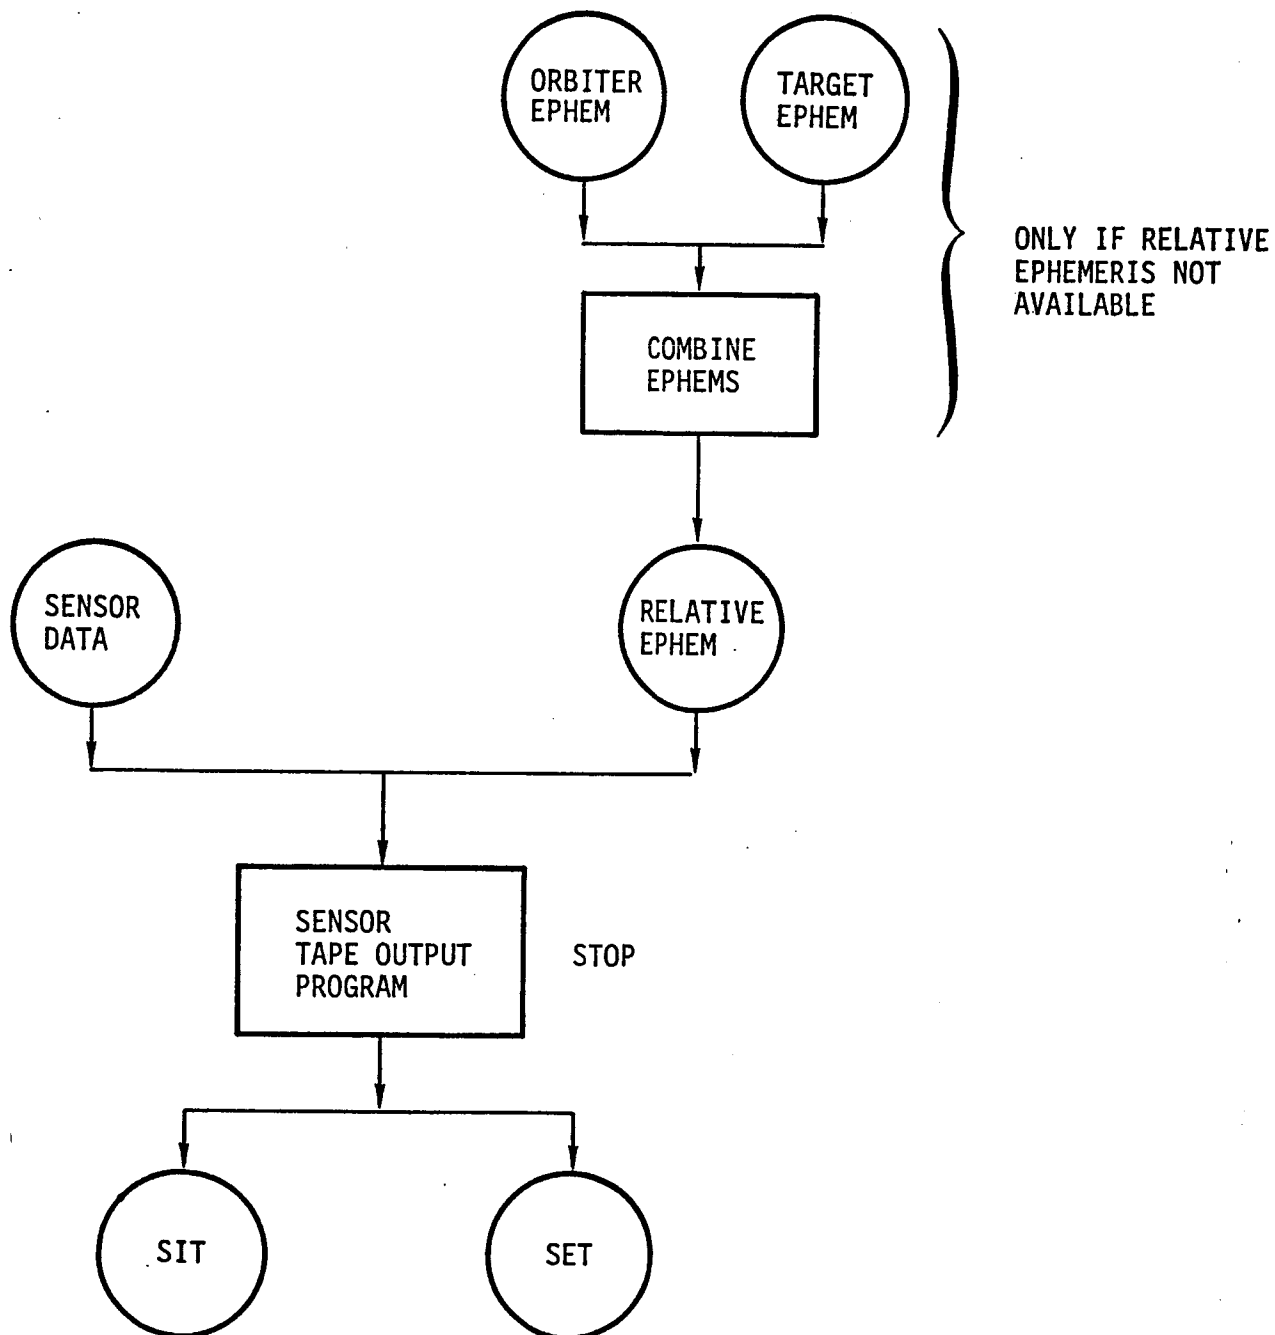 ORBITER
EPHEM
TARGET
EPHEM
ONLY IF RELATIVE
EPHEMERIS NOT
AVAILABLE
COMBINE
EPHEMS
SENSOR
DATA
RELATIVE
EPHEM
SENSOR
TAPE OUTPUT
PROGRAM
STOP
SIT
SET